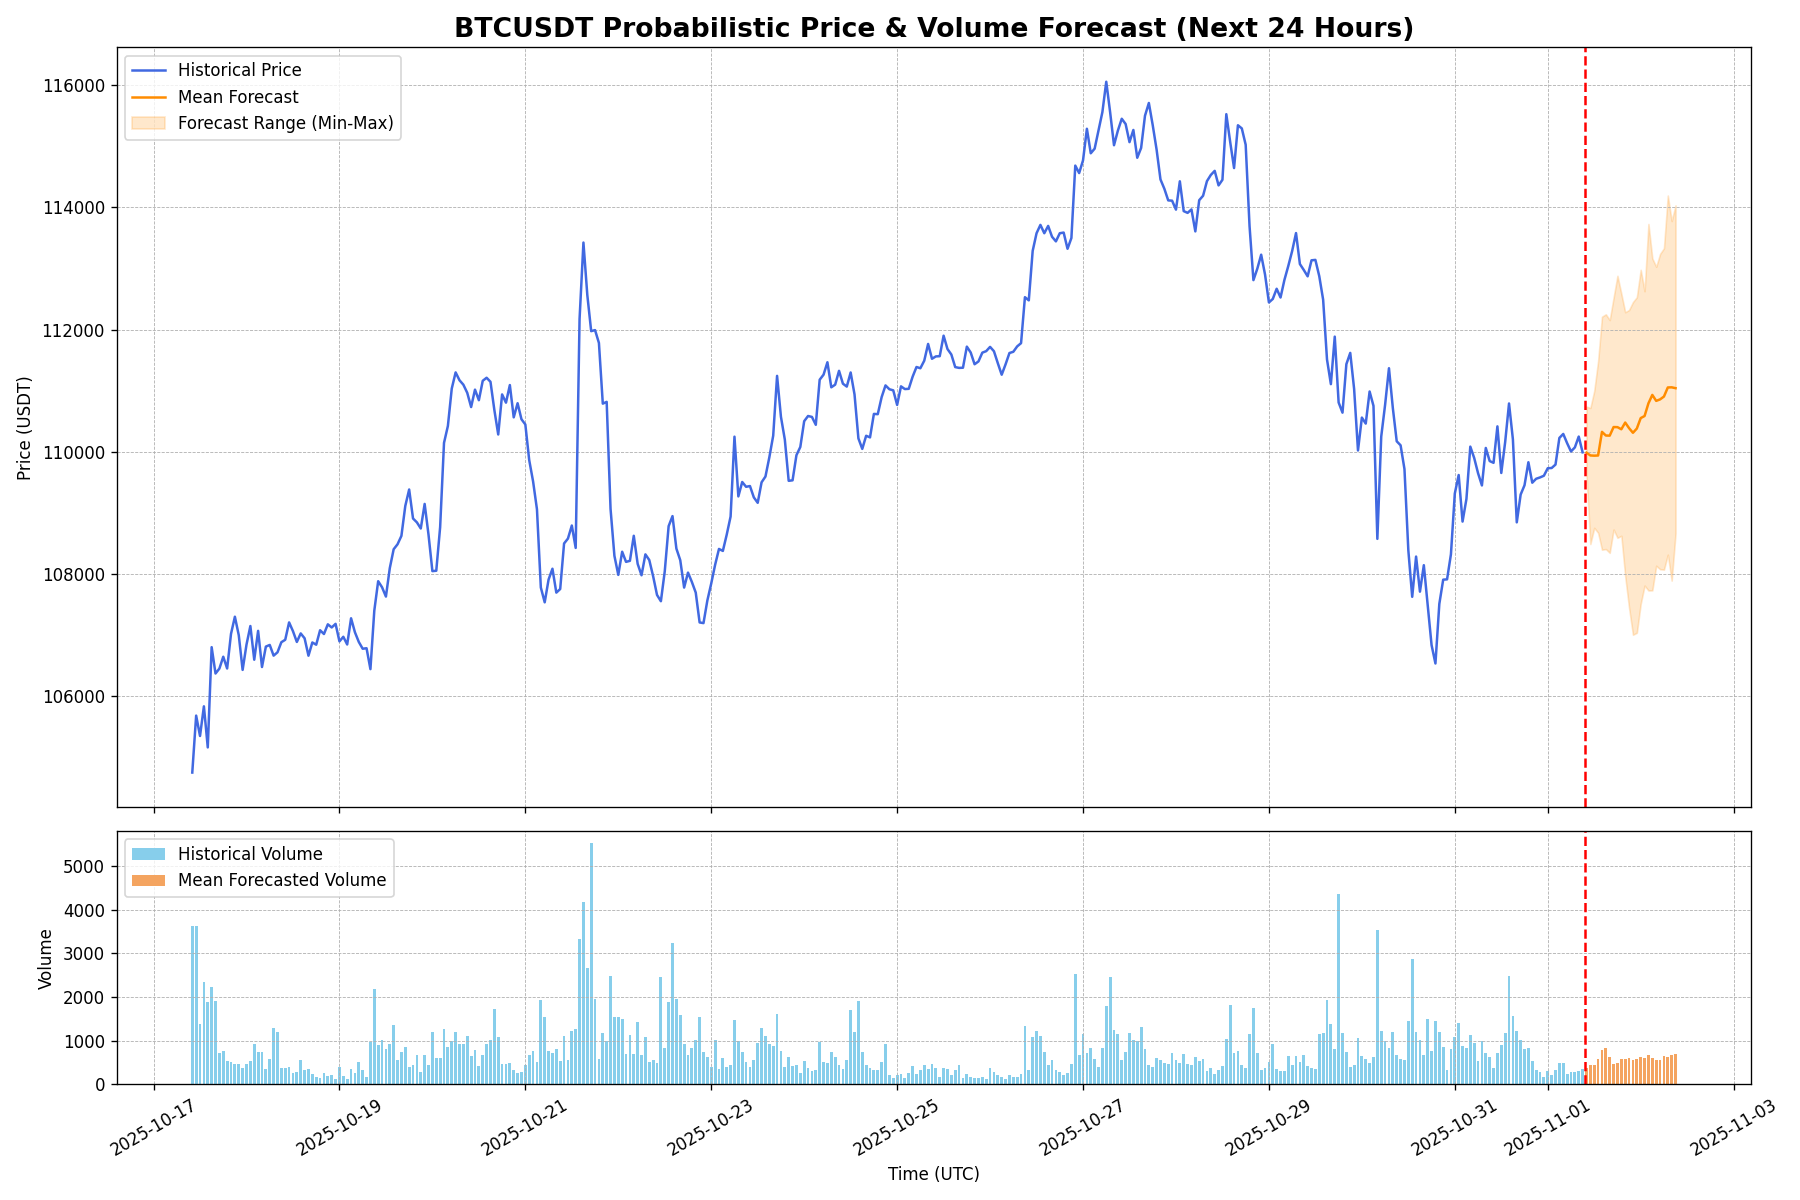 BTCUSDT Probabilistic Price & Volume Forecast (Next 24 Hours)
Historical Price
Mean Forecast
Forecast Range (Min-Max)
116000
114000
112000
110000
108000
106000
Price (USDT)
Historical Volume
Mean Forecasted Volume
5000
4000
3000
2000
1000
0
Volume
2025-10-17
2025-10-19
2025-10-21
2025-10-23
2025-10-25
2025-10-27
2025-10-29
2025-10-31
2025-11-01
2025-11-03
Time (UTC)